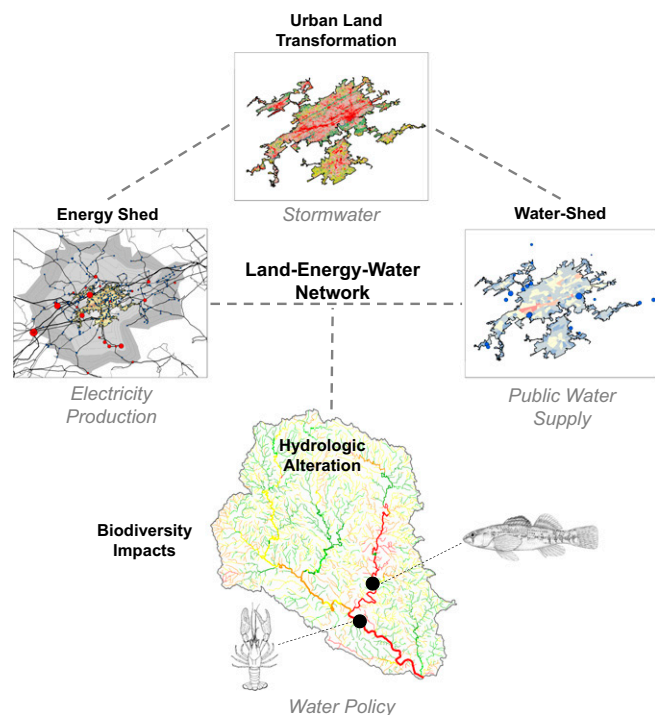 Urban Land
Transformation
Stormwater
Energy Shed
Water-Shed
Land-Energy-Water
Network
Electricity
Production
Public Water
Supply
Hydrologic
Alteration
Biodiversity
Impacts
Water Policy